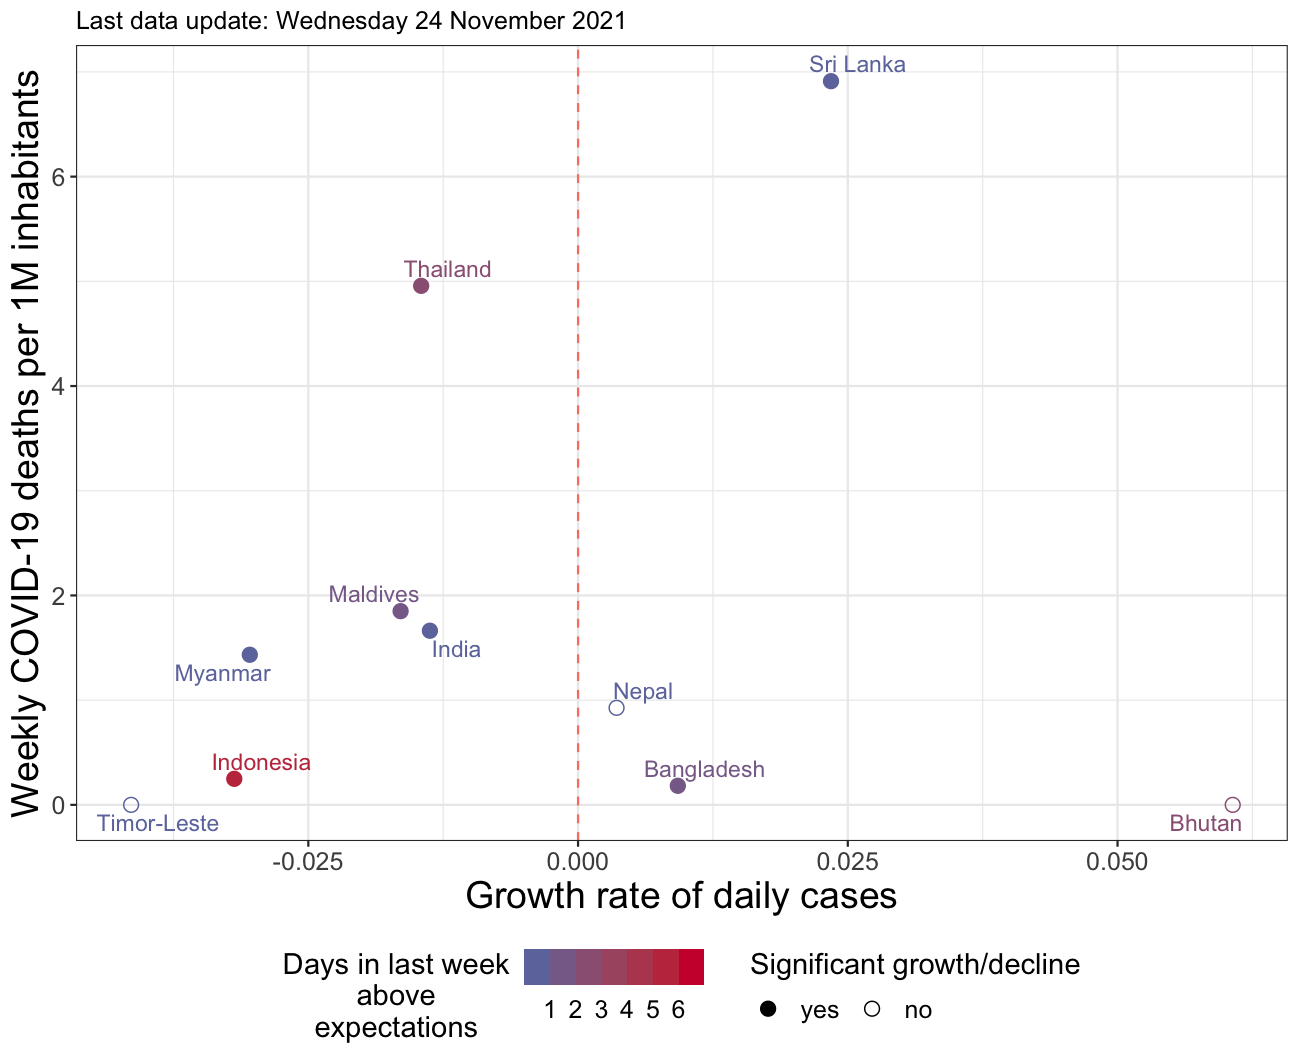 Last data update: Wednesday 24 November 2021
Weekly COVID-19 deaths per 1M inhabitants
6
4
2
0
Sri Lanka
Thailand
Maldives
India
Myanmar
Nepal
Indonesia
Bangladesh
Timor-Leste
Bhutan
-0.025 0.000 0.025 0.050
Growth rate of daily cases
Days in last week
above
expectations
1 2 3 4 5 6
Significant growth/decline
yes no